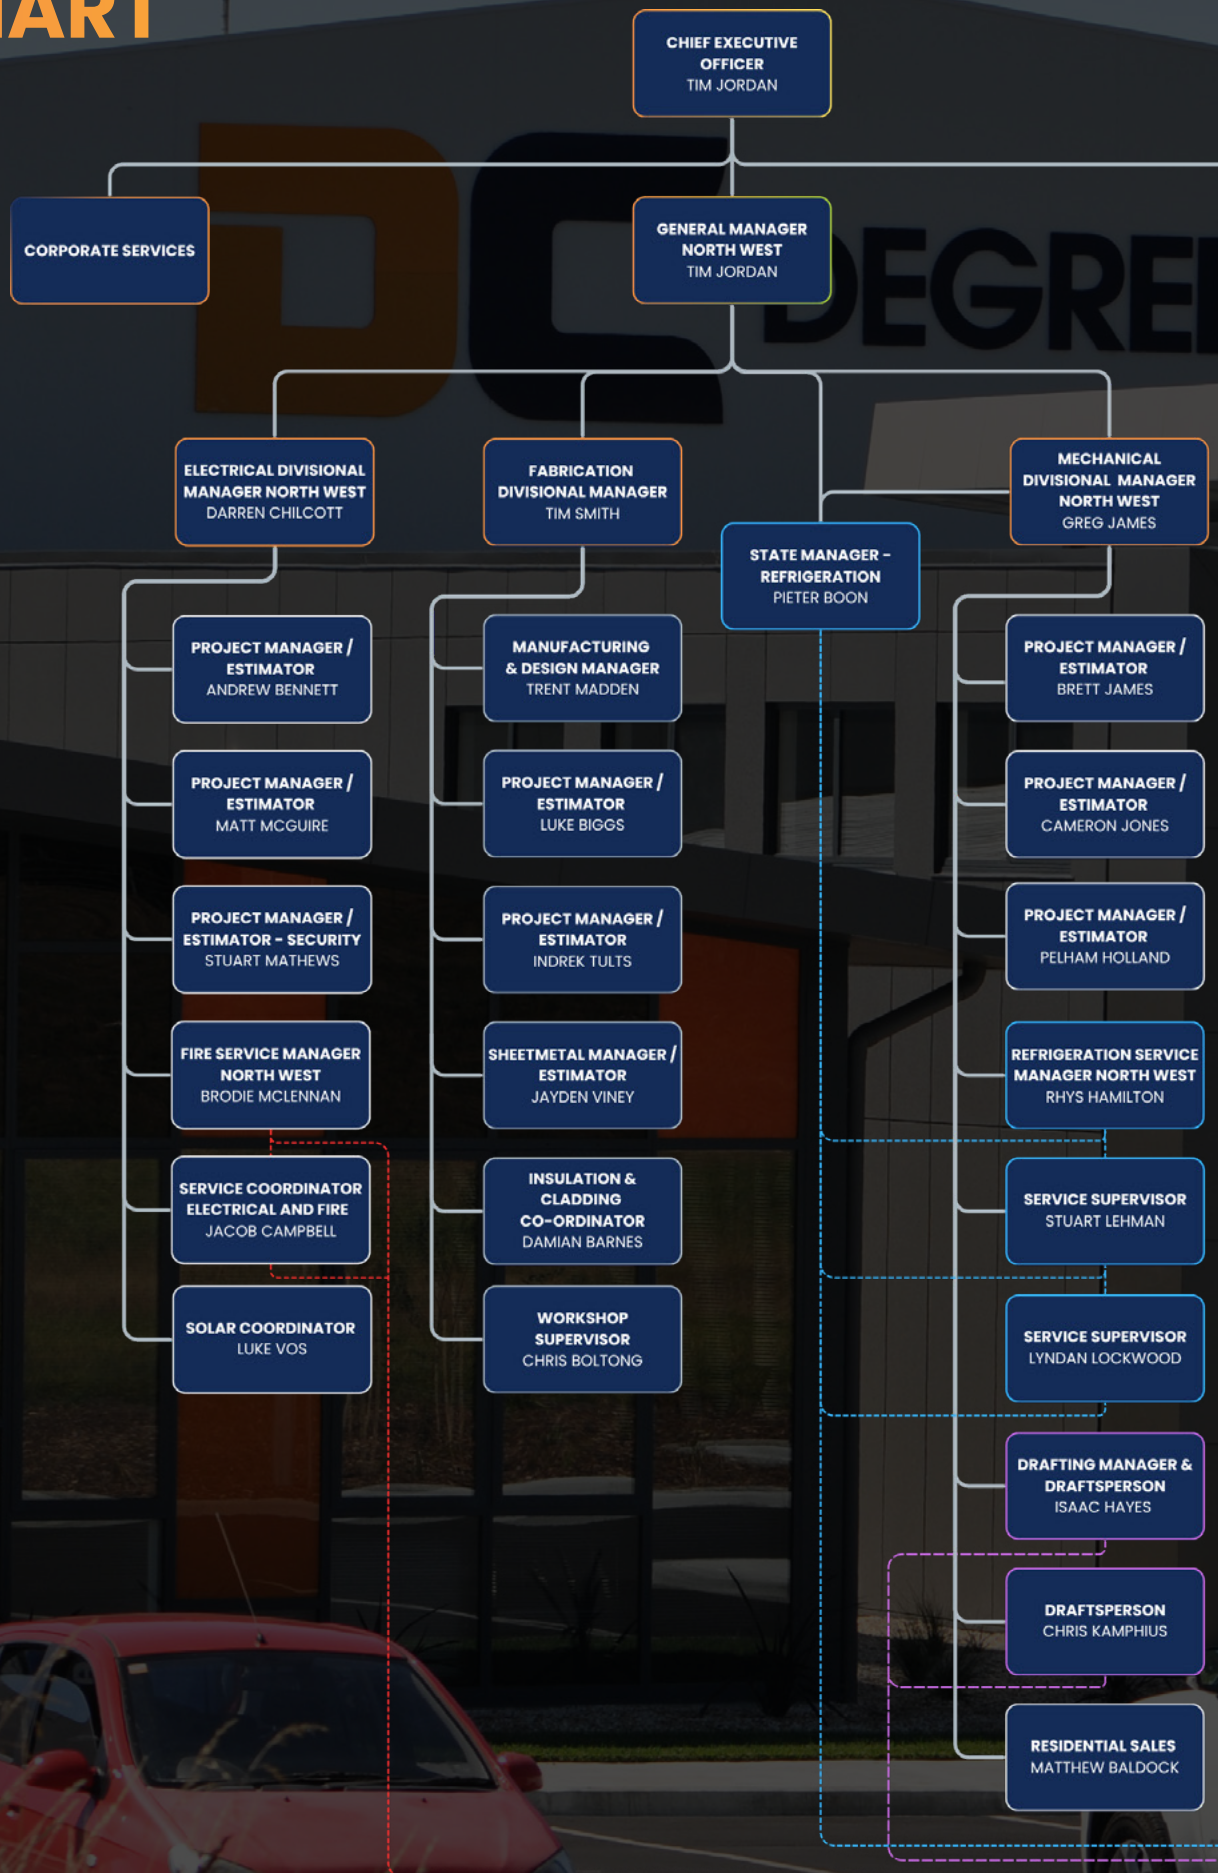 CHIEF EXECUTIVE
OFFICER
TIM JORDAN
CORPORATE SERVICES
GENERAL MANAGER
NORTH WEST
TIM JORDAN
DC
ELECTRICAL DIVISIONAL
MANAGER NORTH WEST
DARREN CHILCOTT
PROJECT MANAGER /
ESTIMATOR
ANDREW BENNETT
PROJECT MANAGER /
ESTIMATOR
MATT MCGUIRE
PROJECT MANAGER /
ESTIMATOR - SECURITY
STUART MATHEWS
FIRE SERVICE MANAGER
NORTH WEST
BRODIE MCLENNAN
SERVICE COORDINATOR
ELECTRICAL AND FIRE
JACOB CAMPBELL
SOLAR COORDINATOR
LUKE VOS
FABRICATION
DIVISIONAL MANAGER
TIM SMITH
MANUFACTURING
& DESIGN MANAGER
TRENT MADDEN
PROJECT MANAGER /
ESTIMATOR
LUKE BIGGS
PROJECT MANAGER /
ESTIMATOR
INDREK TULTS
SHEETMETAL MANAGER /
ESTIMATOR
JAYDEN VINEY
INSULATION &
CLADDING
CO-ORDINATOR
DAMIAN BARNES
WORKSHOP
SUPERVISOR
CHRIS BOLTONG
STATE MANAGER -
REFRIGERATION
PIETER BOON
MECHANICAL
DIVISIONAL MANAGER
NORTH WEST
GREG JAMES
PROJECT MANAGER /
ESTIMATOR
BRETT JAMES
PROJECT MANAGER /
ESTIMATOR
CAMERON JONES
PROJECT MANAGER /
ESTIMATOR
PELHAM HOLLAND
REFRIGERATION SERVICE
MANAGER NORTH WEST
RHYS HAMILTON
SERVICE SUPERVISOR
STUART LEHMAN
SERVICE SUPERVISOR
LYNDAN LOCKWOOD
DRAFTING MANAGER &
DRAFTSPERSON
ISAAC HAYES
DRAFTSPERSON
CHRIS KAMPHIUS
RESIDENTIAL SALES
MATTHEW BALDOCK